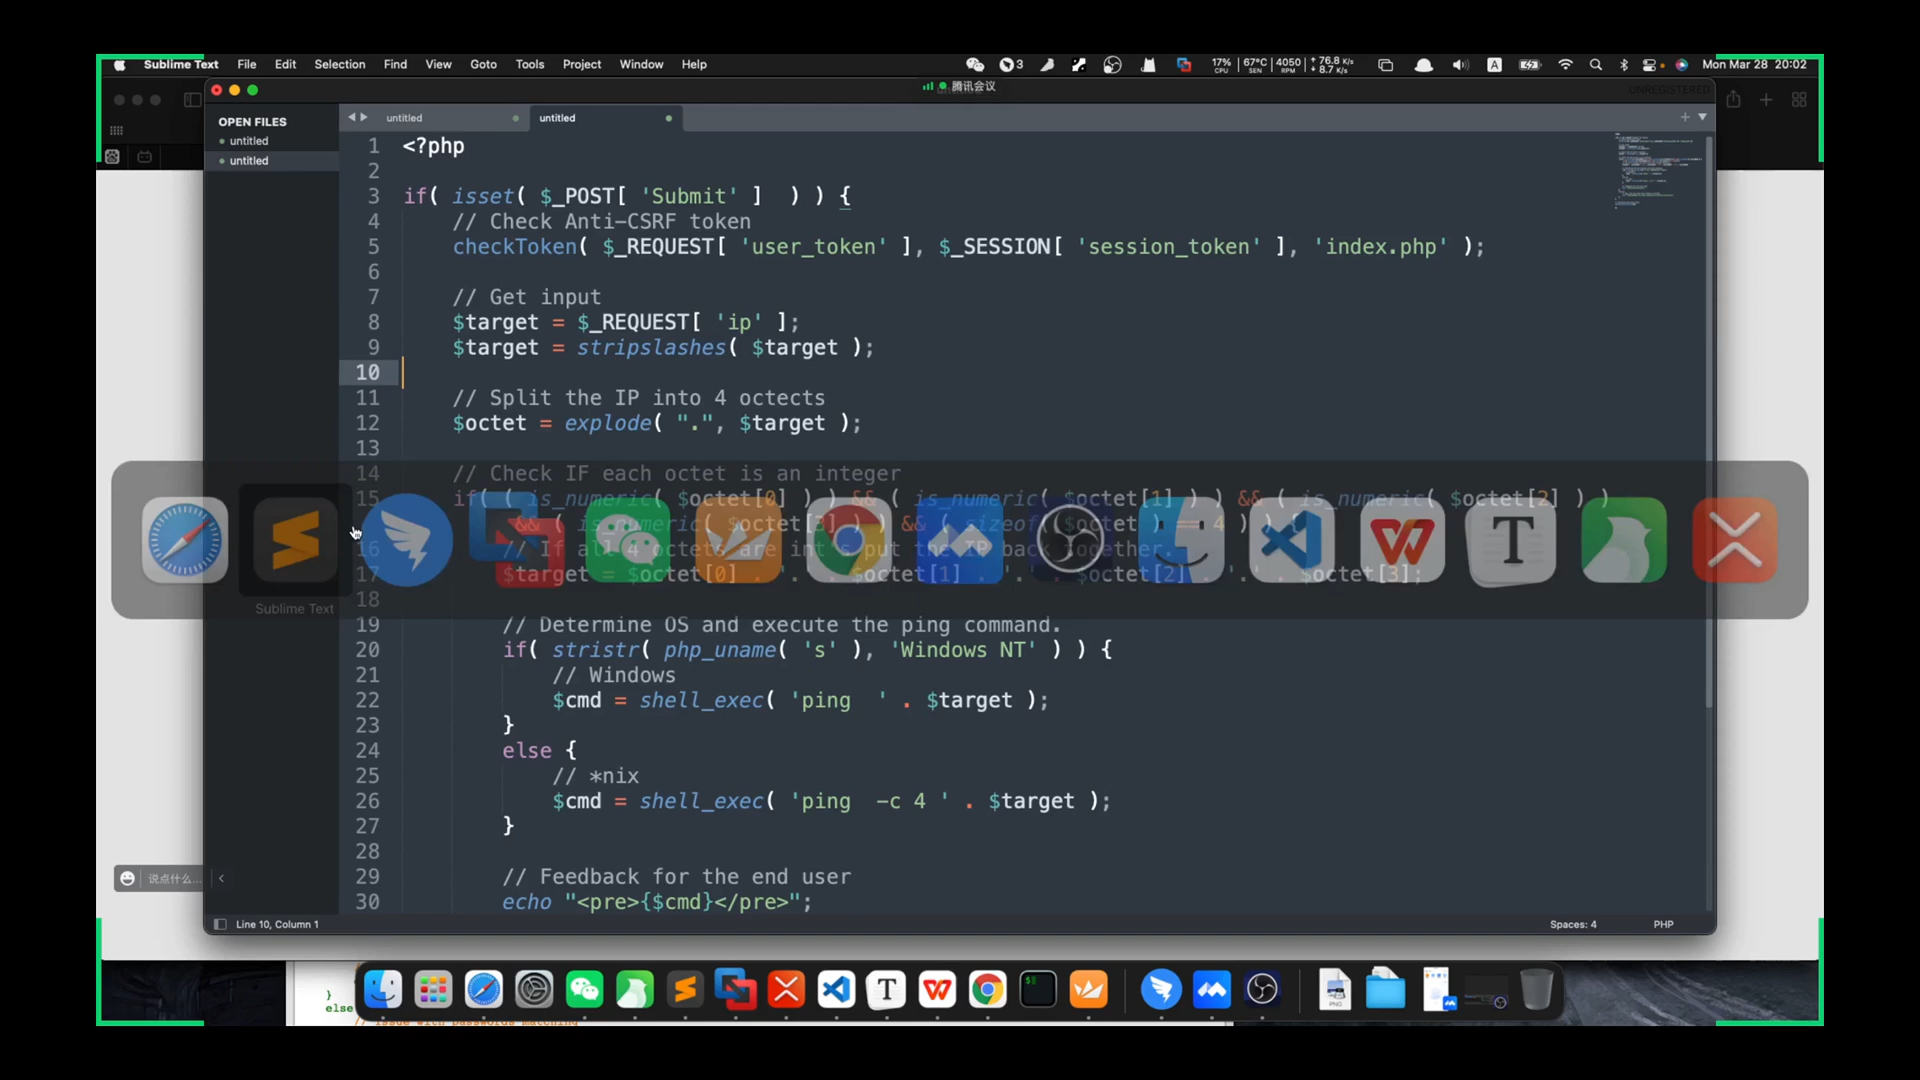 Sublime Text File Edit Selection Find View Goto Tools Project Window Help
3 17% CPU 67°C SEN 4050 RPM ↑76.8 K/s ↓8.7 K/s A Mon Mar 28 20:02
腾讯会议
UNREGISTERED
OPEN FILES
untitled
untitled
untitled untitled
1 <?php
2
3 if( isset( $_POST[ 'Submit' ]  ) ) {
4 // Check Anti-CSRF token
5 checkToken( $_REQUEST[ 'user_token' ], $_SESSION[ 'session_token' ], 'index.php' );
6
7 // Get input
8 $target = $_REQUEST[ 'ip' ];
9 $target = stripslashes( $target );
10
11 // Split the IP into 4 octects
12 $octet = explode( ".", $target );
13
14 // Check IF each octet is an integer
15 if( ( is_numeric( $octet[0] ) ) && ( is_numeric( $octet[1] ) ) && ( is_numeric( $octet[2] ) )
&& ( is_numeric( $octet[3] ) ) && ( sizeof( $octet ) == 4 ) ) {
16 // If all 4 octets are int's put the IP back together.
17 $target = $octet[0] . '.' . $octet[1] . '.' . $octet[2] . '.' . $octet[3];
Sublime Text
18
19 // Determine OS and execute the ping command.
20 if( stristr( php_uname( 's' ), 'Windows NT' ) ) {
21 // Windows
22 $cmd = shell_exec( 'ping  ' . $target );
23 }
24 else {
25 // *nix
26 $cmd = shell_exec( 'ping  -c 4 ' . $target );
27 }
28
29 // Feedback for the end user
30 echo "<pre>{$cmd}</pre>";
说点什么...
Line 10, Column 1 Spaces: 4 PHP
}
else
// issue with passwords matching